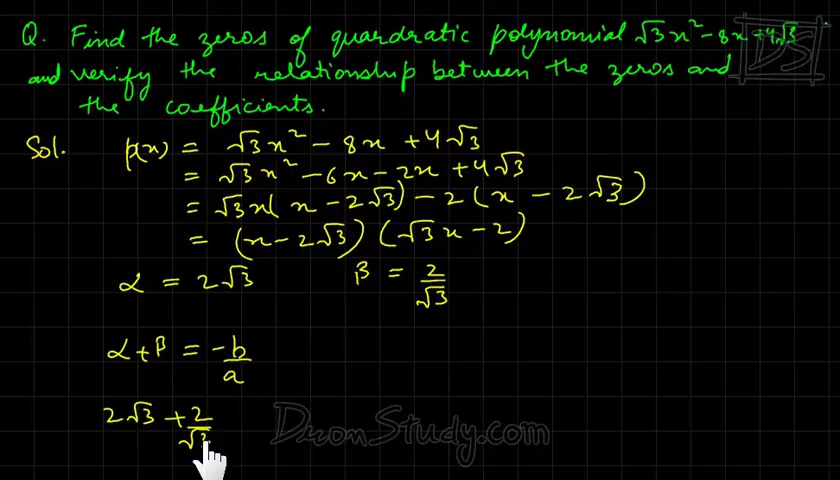 Q. Find the zeros of quardratic polynomial √3x² - 8x + 4√3
and verify the relationship between the zeros and
the coefficients.
Sol. p(x) = √3x² - 8x + 4√3
= √3x² - 6x - 2x + 4√3
= √3x(x - 2√3) - 2(x - 2√3)
= (x - 2√3)(√3x - 2)
α = 2√3 β = 2/√3
α + β = -b/a
2√3 + 2/√3
DronStudy.com
DS